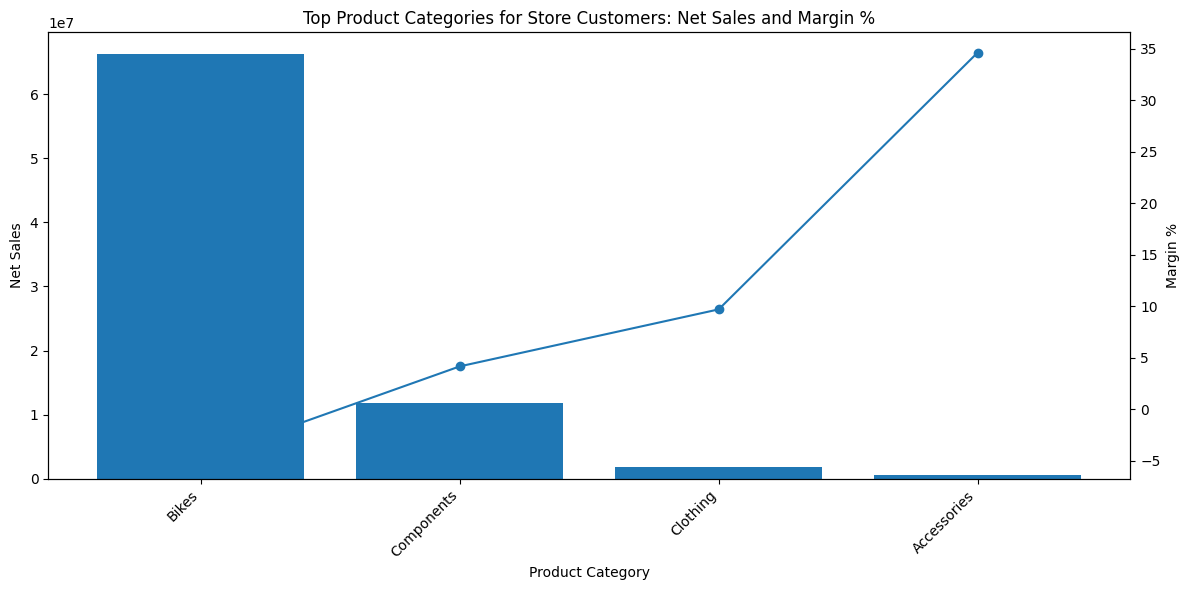 Top Product Categories for Store Customers: Net Sales and Margin %
1e7
6
5
4
3
2
1
0
Net Sales
35
30
25
20
15
10
5
0
−5
Margin %
Bikes
Components
Clothing
Accessories
Product Category